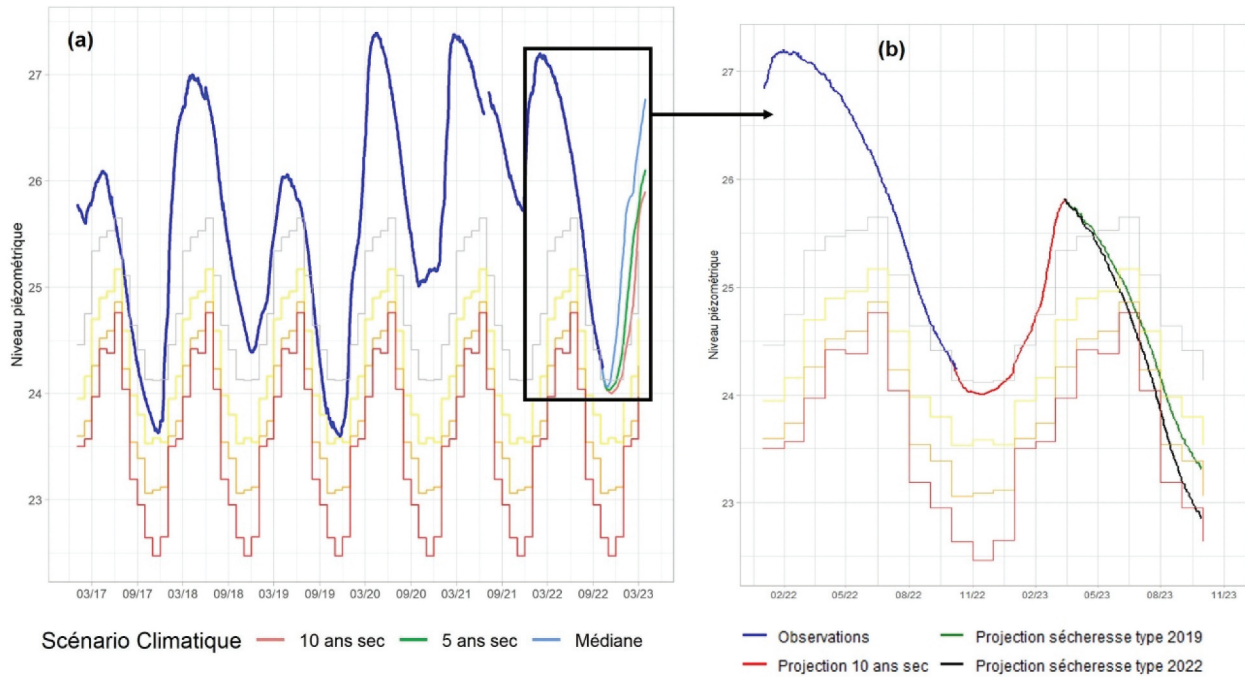 (a)
Niveau piézométrique
27
26
25
24
23
03/17 09/17 03/18 09/18 03/19 09/19 03/20 09/20 03/21 09/21 03/22 09/22 03/23
Scénario Climatique 10 ans sec 5 ans sec Médiane
(b)
Niveau piézométrique
27
26
25
24
23
02/22 05/22 08/22 11/22 02/23 05/23 08/23 11/23
Observations Projection sécheresse type 2019
Projection 10 ans sec Projection sécheresse type 2022